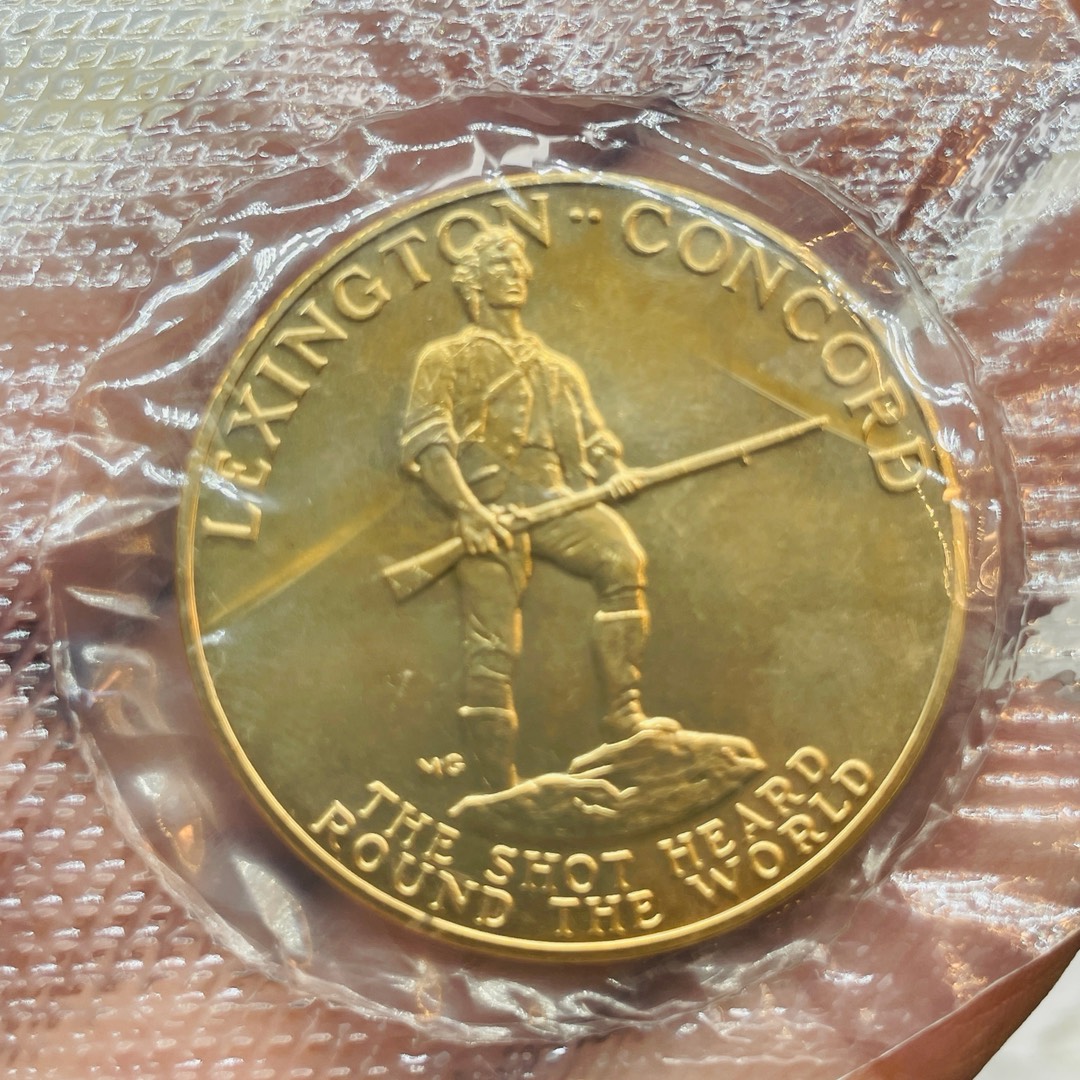 LEXINGTON·· CONCORD
MG
THE SHOT HEARD
ROUND THE WORLD